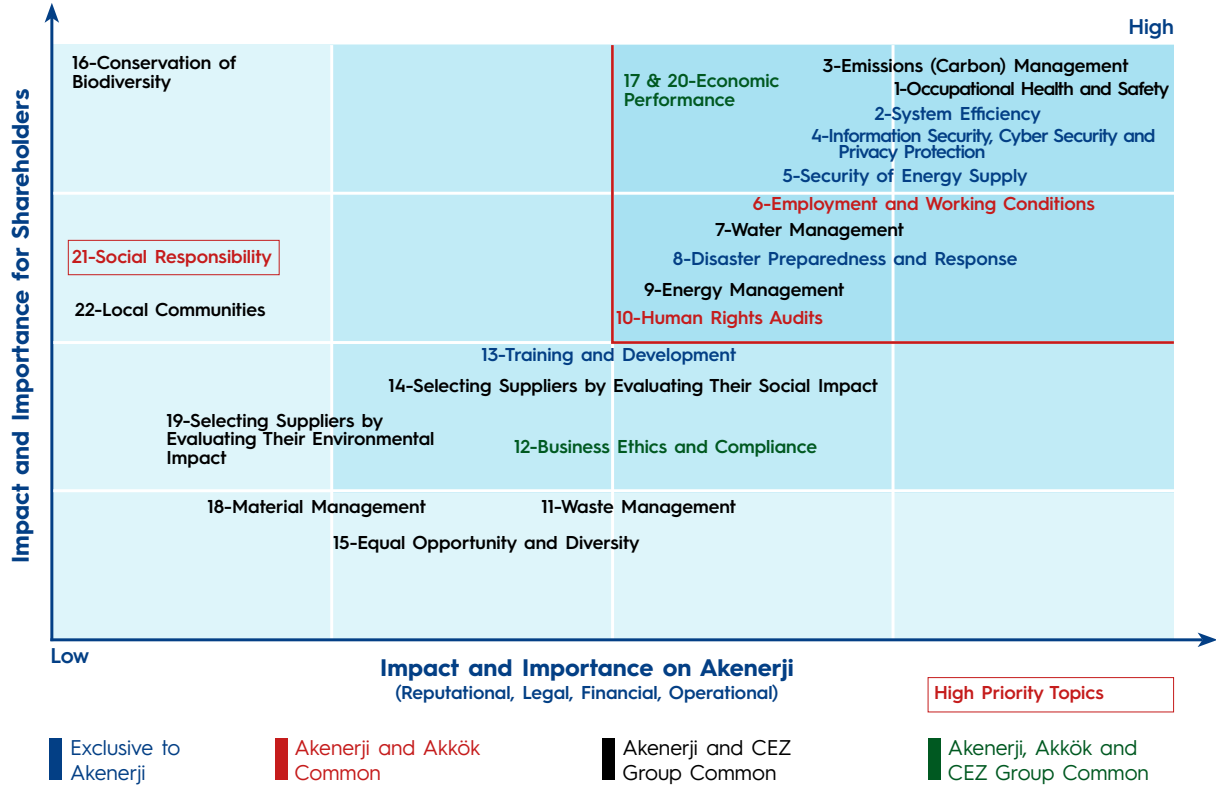 High
16-Conservation of
Biodiversity
17 & 20-Economic
Performance
3-Emissions (Carbon) Management
1-Occupational Health and Safety
2-System Efficiency
4-Information Security, Cyber Security and
Privacy Protection
5-Security of Energy Supply
6-Employment and Working Conditions
7-Water Management
21-Social Responsibility
8-Disaster Preparedness and Response
9-Energy Management
22-Local Communities
10-Human Rights Audits
13-Training and Development
14-Selecting Suppliers by Evaluating Their Social Impact
19-Selecting Suppliers by
Evaluating Their Environmental
Impact
12-Business Ethics and Compliance
18-Material Management
11-Waste Management
15-Equal Opportunity and Diversity
Impact and Importance for Shareholders
Low
Impact and Importance on Akenerji
(Reputational, Legal, Financial, Operational)
High Priority Topics
Exclusive to
Akenerji
Akenerji and Akkök
Common
Akenerji and CEZ
Group Common
Akenerji, Akkök and
CEZ Group Common